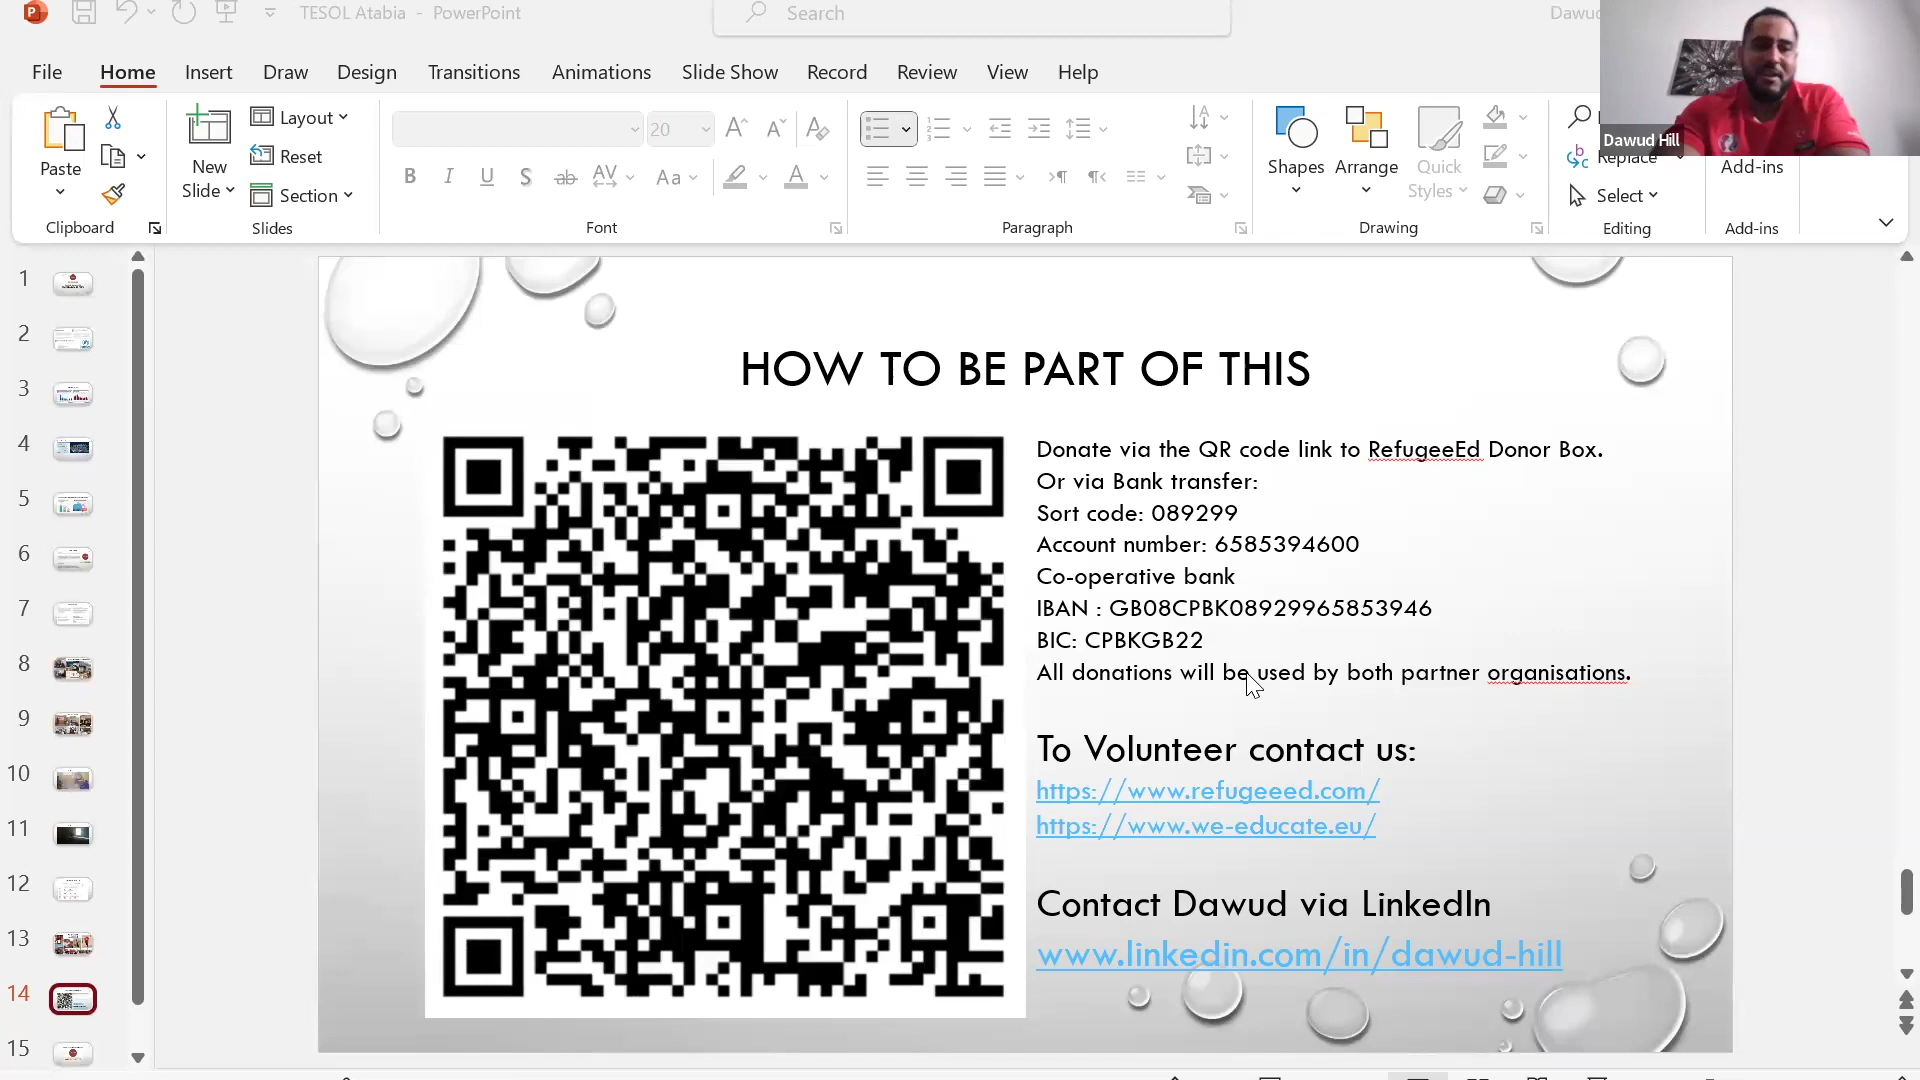 TESOL Atabia - PowerPoint
Search
File Home Insert Draw Design Transitions Animations Slide Show Record Review View Help
Dawud Hill
Paste
Clipboard
New Slide
Layout
Reset
Section
Slides
20
Font
Paragraph
Shapes
Arrange
Quick Styles
Drawing
Replace
Select
Editing
Add-ins
Add-ins
1
2
3
4
5
6
7
8
9
10
11
12
13
14
15
HOW TO BE PART OF THIS
Donate via the QR code link to RefugeeEd Donor Box.
Or via Bank transfer:
Sort code: 089299
Account number: 6585394600
Co-operative bank
IBAN : GB08CPBK08929965853946
BIC: CPBKGB22
All donations will be used by both partner organisations.
To Volunteer contact us:
https://www.refugeeed.com/
https://www.we-educate.eu/
Contact Dawud via LinkedIn
www.linkedin.com/in/dawud-hill